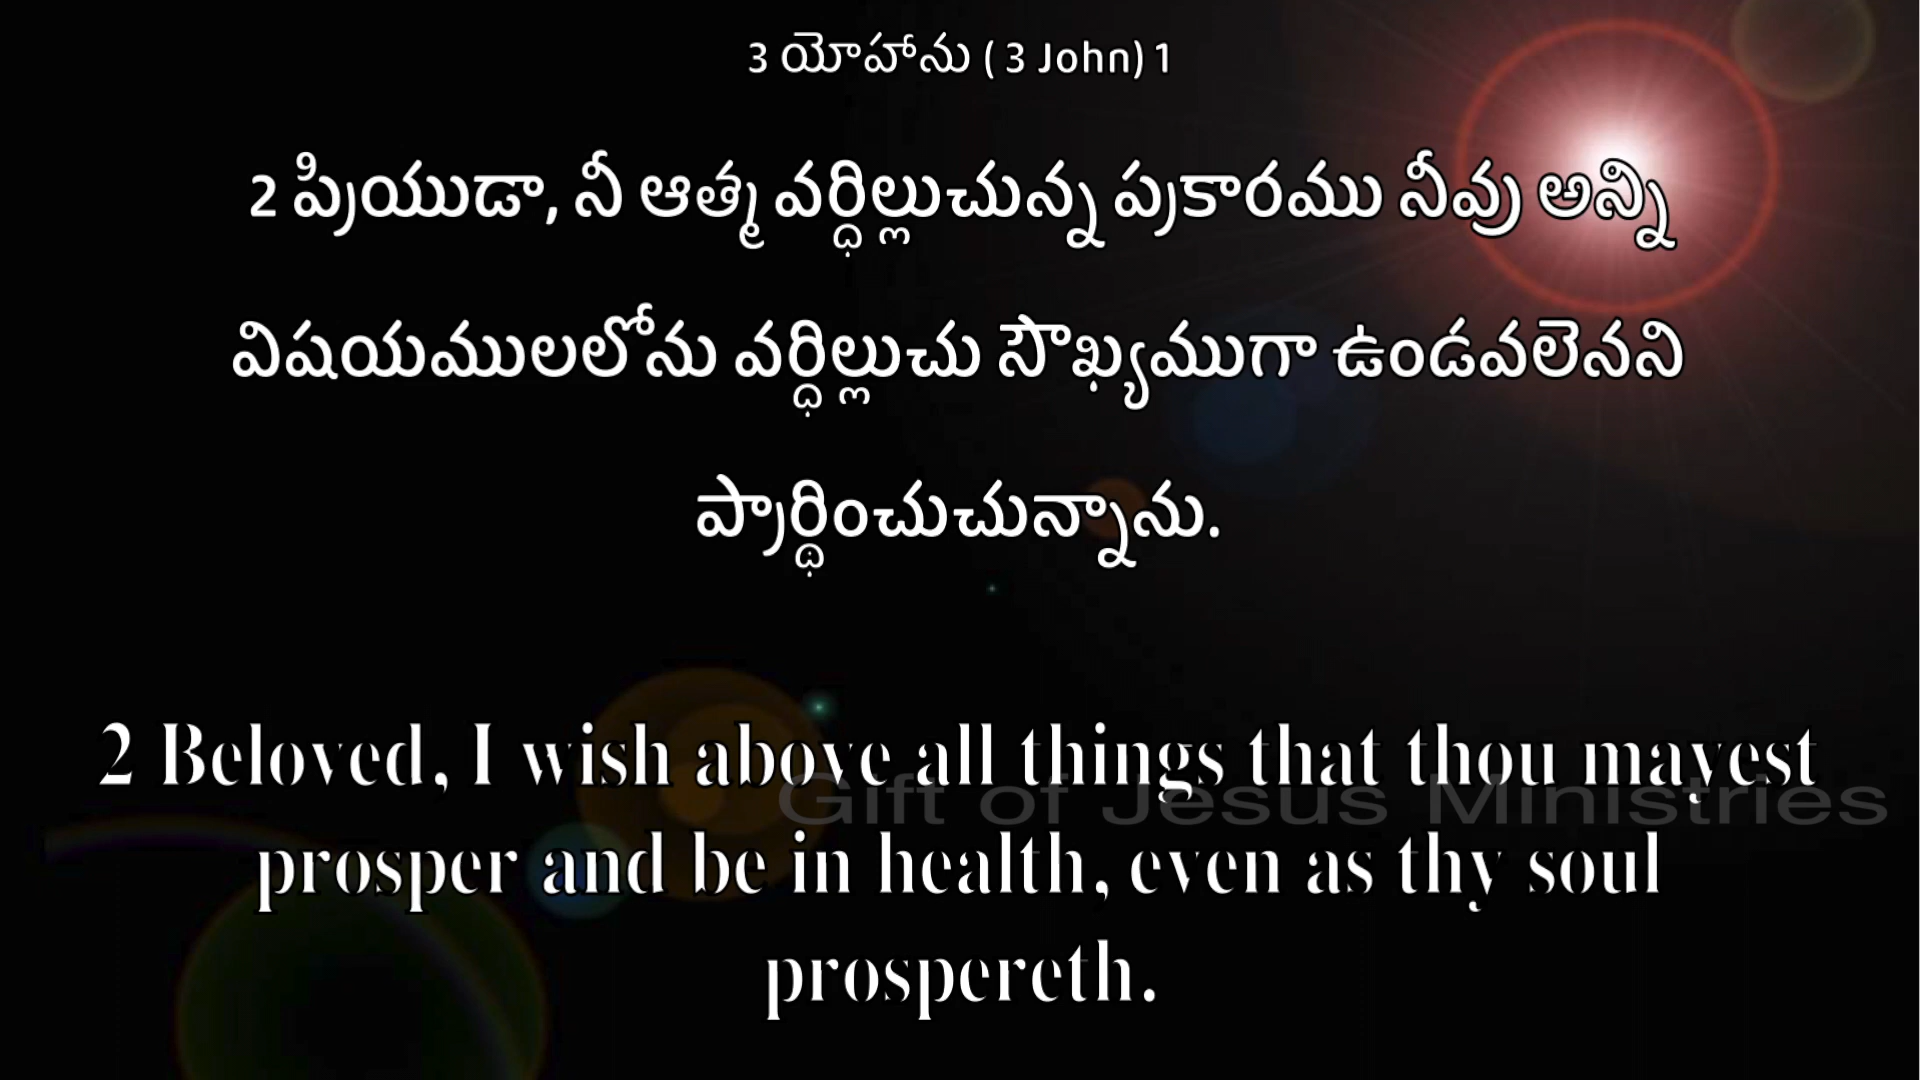 3 యోహాను ( 3 John) 1
2 ప్రియుడా, నీ ఆత్మ వర్ధిల్లుచున్న ప్రకారము నీవు అన్ని
విషయములలోను వర్ధిల్లుచు సౌఖ్యముగా ఉండవలెనని
ప్రార్థించుచున్నాను.
2 Beloved, I wish above all things that thou mayest
Gift of Jesus Ministries
prosper and be in health, even as thy soul
prospereth.